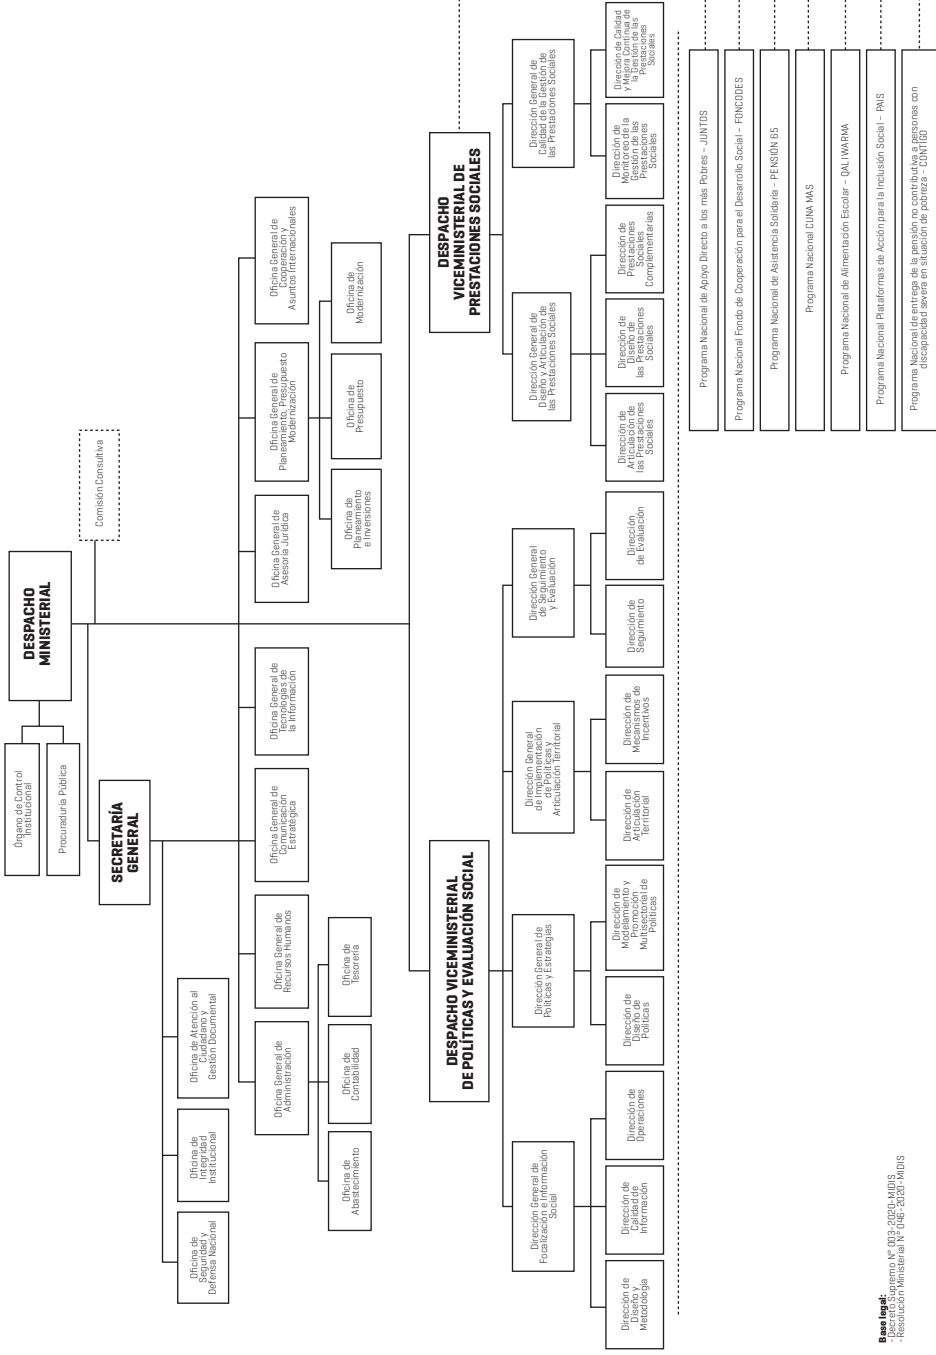 DESPACHO
MINISTERIAL
Órgano de Control
Institucional
Procuraduría Pública
Comisión Consultiva
SECRETARÍA
GENERAL
Oficina de
Seguridad y
Defensa Nacional
Oficina de
Integridad
Institucional
Oficina de Atención al
Ciudadano y
Gestión Documental
Oficina General de
Administración
Oficina General de
Recursos Humanos
Oficina General de
Comunicación
Estratégica
Oficina General de
Tecnologías de
la Información
Oficina General de
Asesoría Jurídica
Oficina General de
Planeamiento, Presupuesto
Modernización
Oficina General de
Cooperación y
Asuntos Internacionales
Oficina de
Abastecimiento
Oficina de
Contabilidad
Oficina de
Tesorería
Oficina de
Planeamiento
e Inversiones
Oficina de
Presupuesto
Oficina de
Modernización
DESPACHO VICEMINISTERIAL
DE POLÍTICAS Y EVALUACIÓN SOCIAL
DESPACHO
VICEMINISTERIAL DE
PRESTACIONES SOCIALES
Dirección General de
Focalización e Información
Social
Dirección General de
Políticas y Estrategias
Dirección General
de Implementación
de Políticas y
Articulación Territorial
Dirección General
de Seguimiento
y Evaluación
Dirección General de
Diseño y Articulación de
las Prestaciones Sociales
Dirección General de
Calidad de la Gestión de
las Prestaciones Sociales
Dirección de
Diseño y
Metodología
Dirección de
Calidad de
Información
Dirección de
Operaciones
Dirección de
Diseño de
Políticas
Dirección de
Modelamiento y
Promoción
Multisectorial de
Políticas
Dirección de
Articulación
Territorial
Dirección de
Mecanismos de
Incentivos
Dirección de
Seguimiento
Dirección
de Evaluación
Dirección de
Articulación de
las Prestaciones
Sociales
Dirección de
Diseño de
las Prestaciones
Sociales
Dirección de
Prestaciones
Sociales
Complementarias
Dirección de
Monitoreo de la
Gestión de las
Prestaciones
Sociales
Dirección de Calidad
y Mejora Continua de
la Gestión de las
Prestaciones
Sociales
Programa Nacional de Apoyo Directo a los más Pobres - JUNTOS
Programa Nacional Fondo de Cooperación para el Desarrollo Social - FONCODES
Programa Nacional de Asistencia Solidaria - PENSIÓN 65
Programa Nacional CUNA MAS
Programa Nacional de Alimentación Escolar - QALIWARMA
Programa Nacional Plataformas de Acción para la Inclusión Social - PAIS
Programa Nacional de entrega de la pensión no contributiva a personas con
discapacidad severa en situación de pobreza - CONTIGO
Base legal:
- Decreto Supremo N° 003-2020-MIDIS
- Resolución Ministerial N° 046-2020-MIDIS